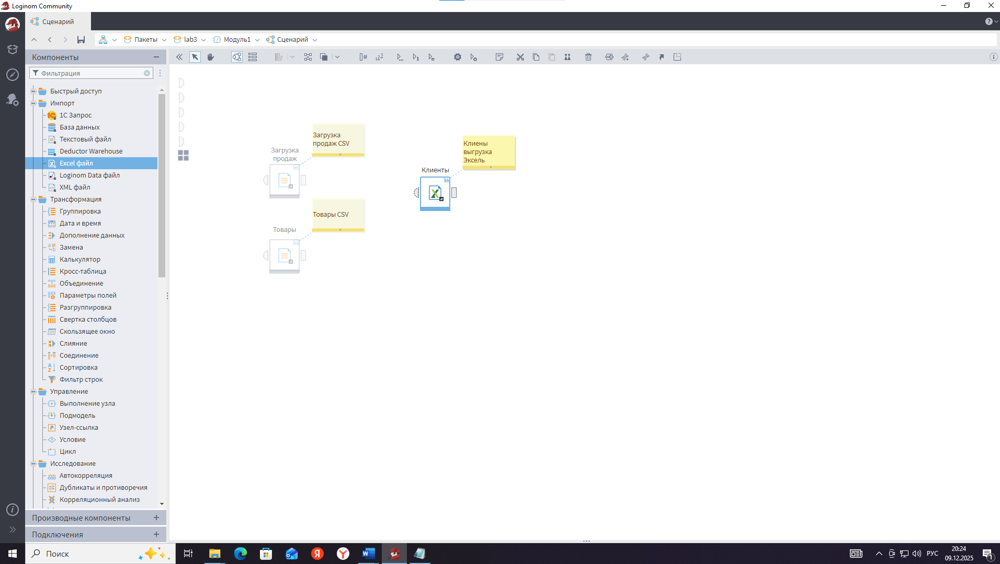 Loginom Community
Сценарий
Пакеты
lab3
Модуль1
Сценарий
Компоненты
Фильтрация
Быстрый доступ
Импорт
1С Запрос
База данных
Текстовый файл
Deductor Warehouse
Excel файл
Loginom Data файл
XML файл
Трансформация
Группировка
Дата и время
Дополнение данных
Замена
Калькулятор
Кросс-таблица
Объединение
Параметры полей
Разгруппировка
Свертка столбцов
Скользящее окно
Слияние
Соединение
Сортировка
Фильтр строк
Управление
Выполнение узла
Подмодель
Узел-ссылка
Условие
Цикл
Исследование
Автокорреляция
Дубликаты и противоречия
Корреляционный анализ
Производные компоненты
Подключения
Загрузка
продаж CSV
Загрузка
продаж
Товары CSV
Товары
Клиены
выгрузка
Эксель
Клиенты
Поиск
РУС
20:24
09.12.2025
1